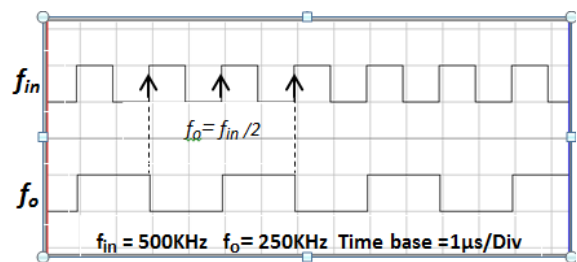 fin
fo= fin /2
fo
fin = 500KHz fo= 250KHz Time base =1µs/Div